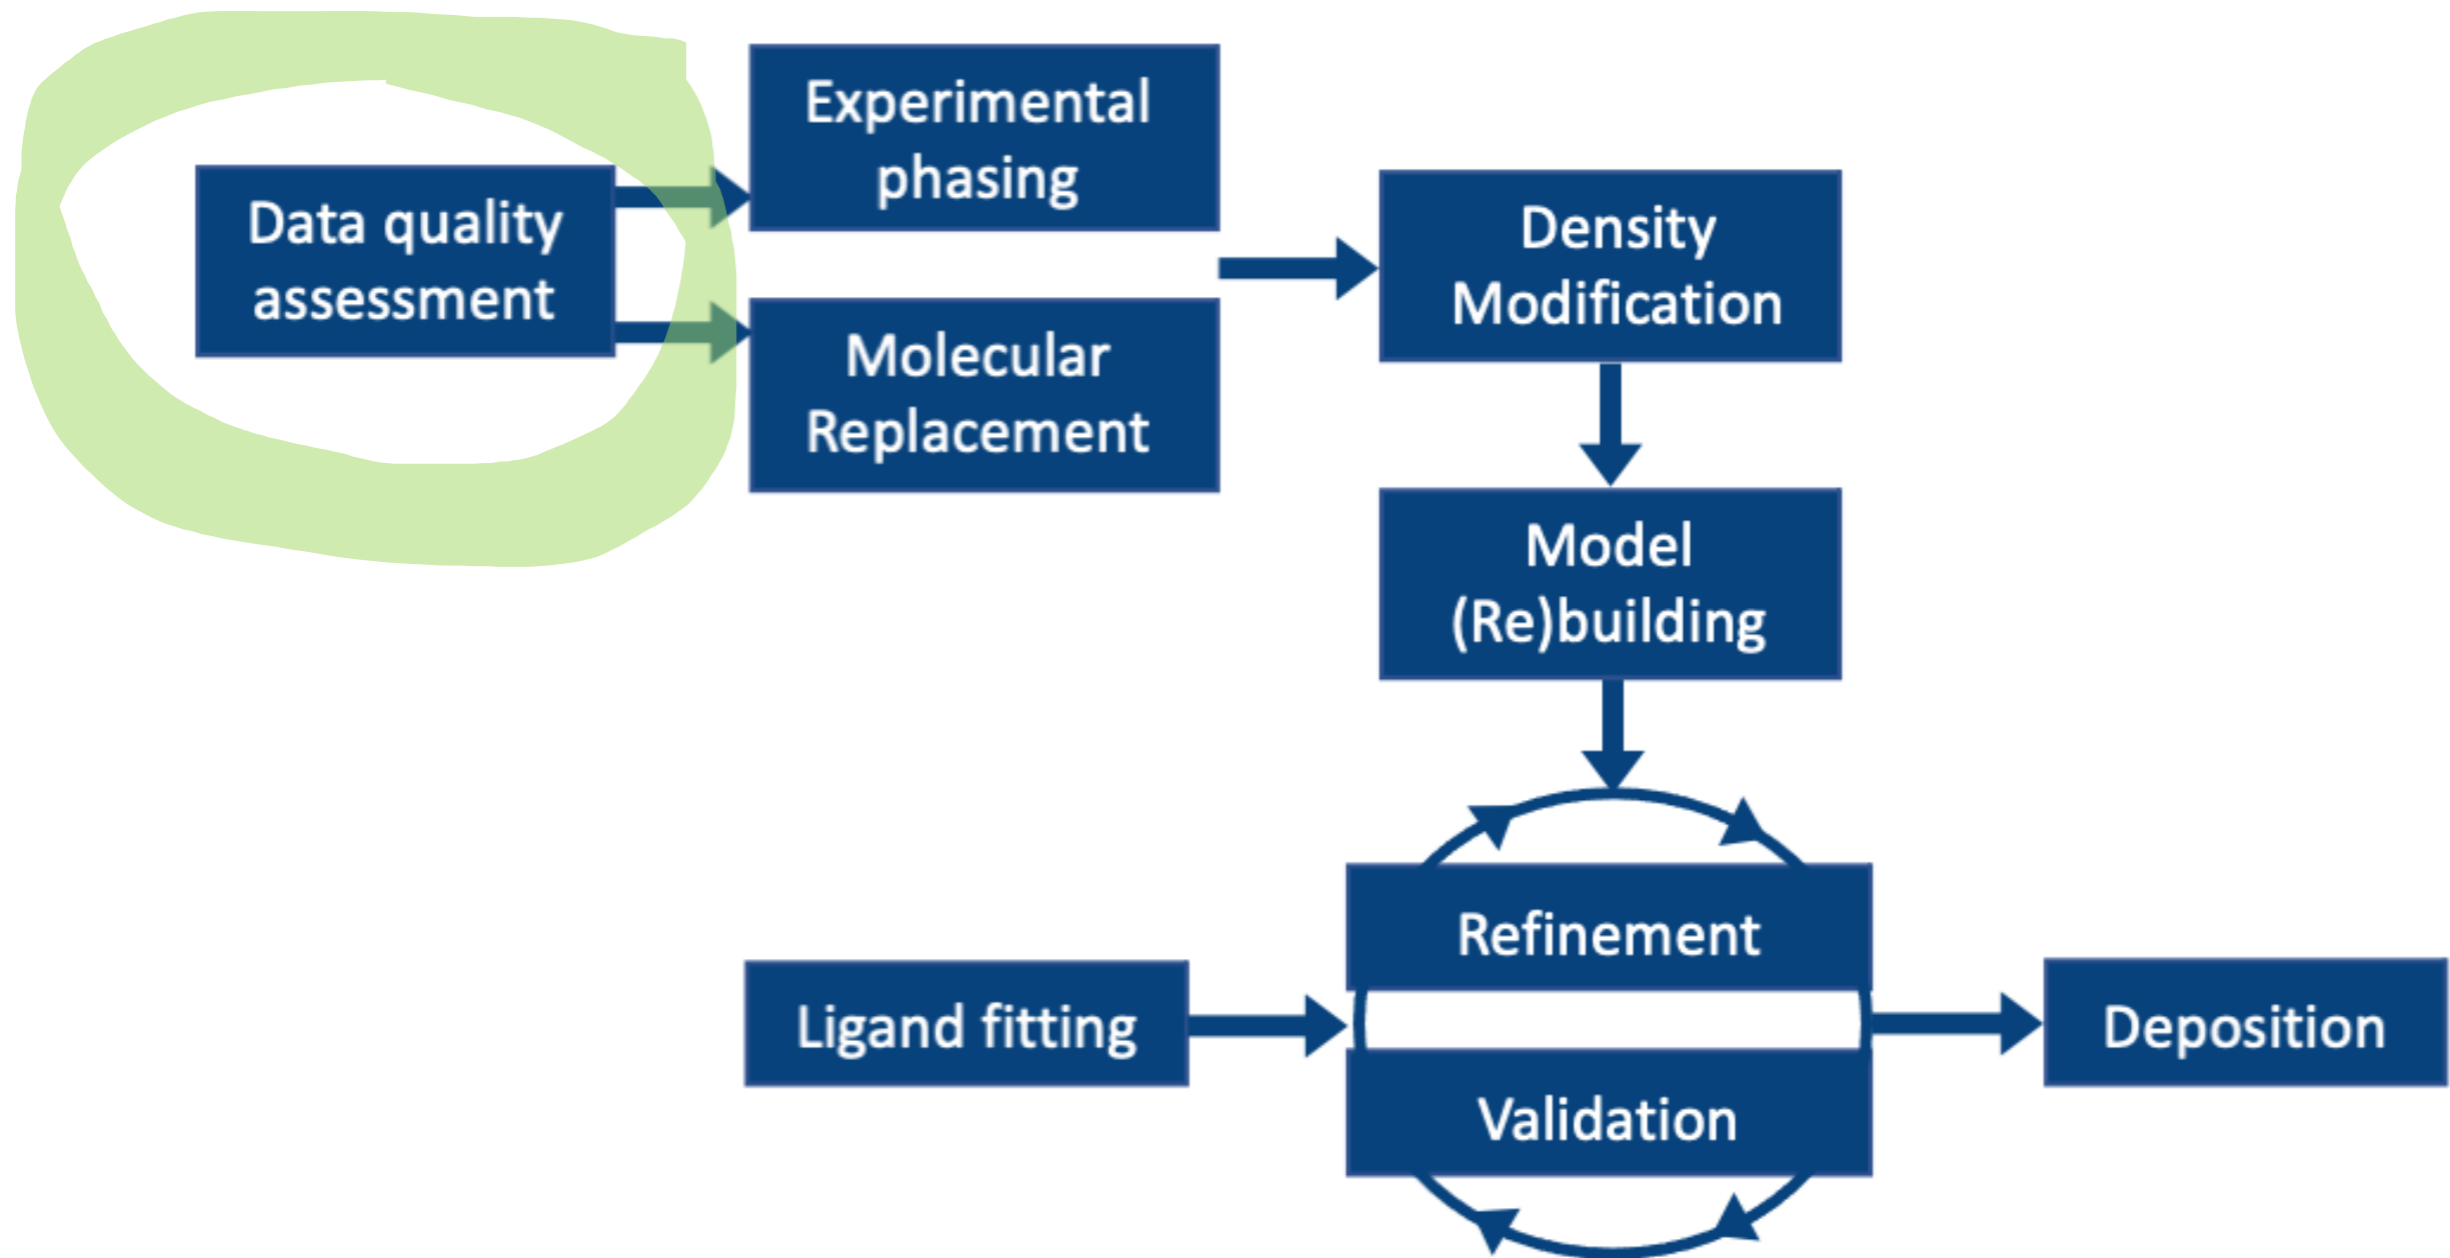 Data quality
assessment
Experimental
phasing
Molecular
Replacement
Density
Modification
Model
(Re)building
Refinement
Validation
Ligand fitting
Deposition